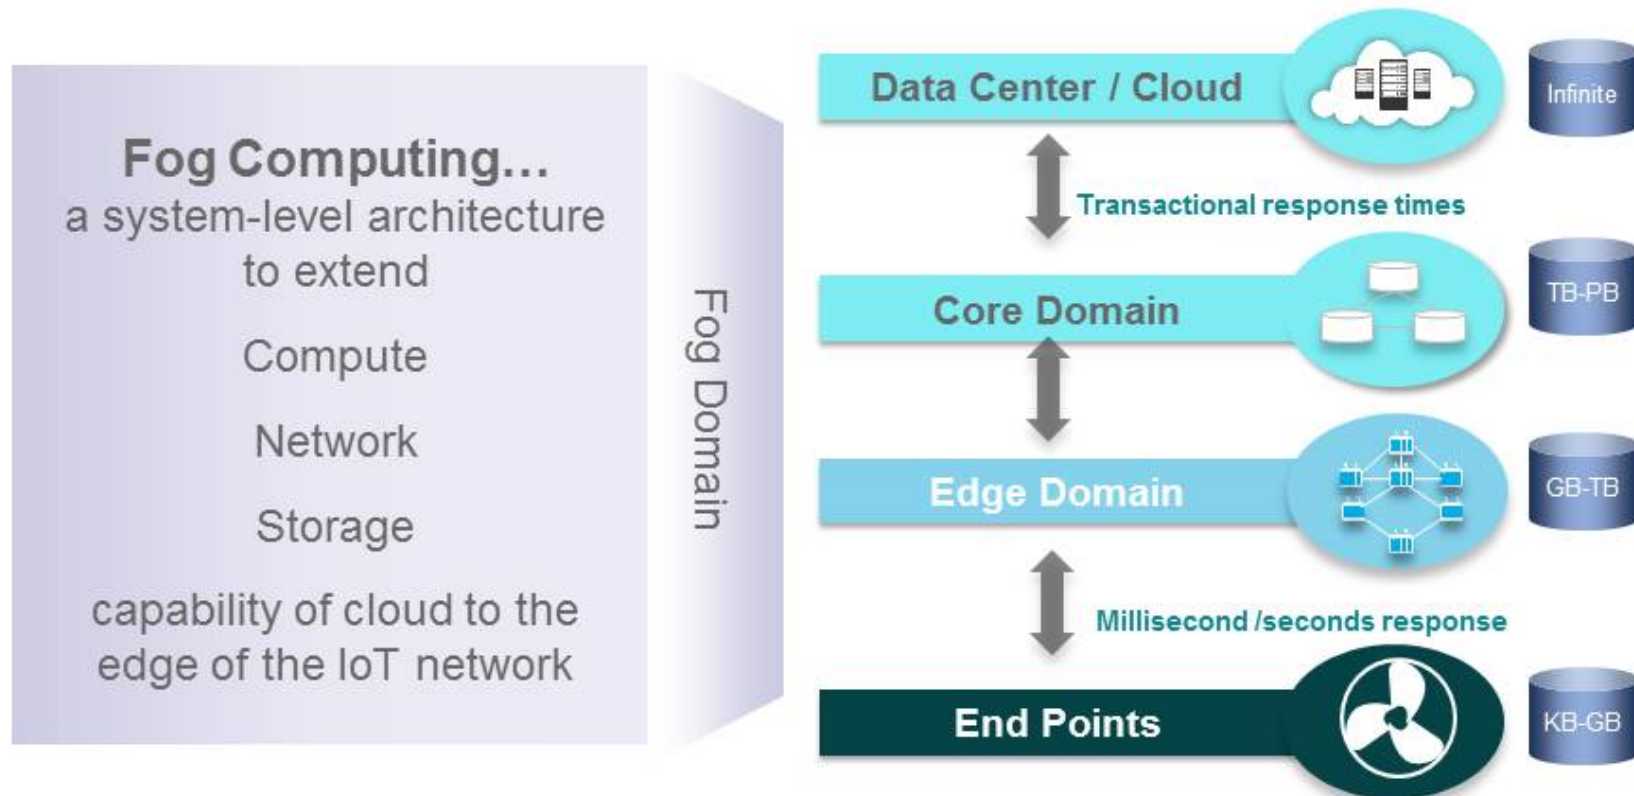 Fog Computing…
a system-level architecture
to extend
Compute
Network
Storage
capability of cloud to the
edge of the IoT network
Fog Domain
Data Center / Cloud
Infinite
Transactional response times
Core Domain
TB-PB
Edge Domain
GB-TB
Millisecond /seconds response
End Points
KB-GB